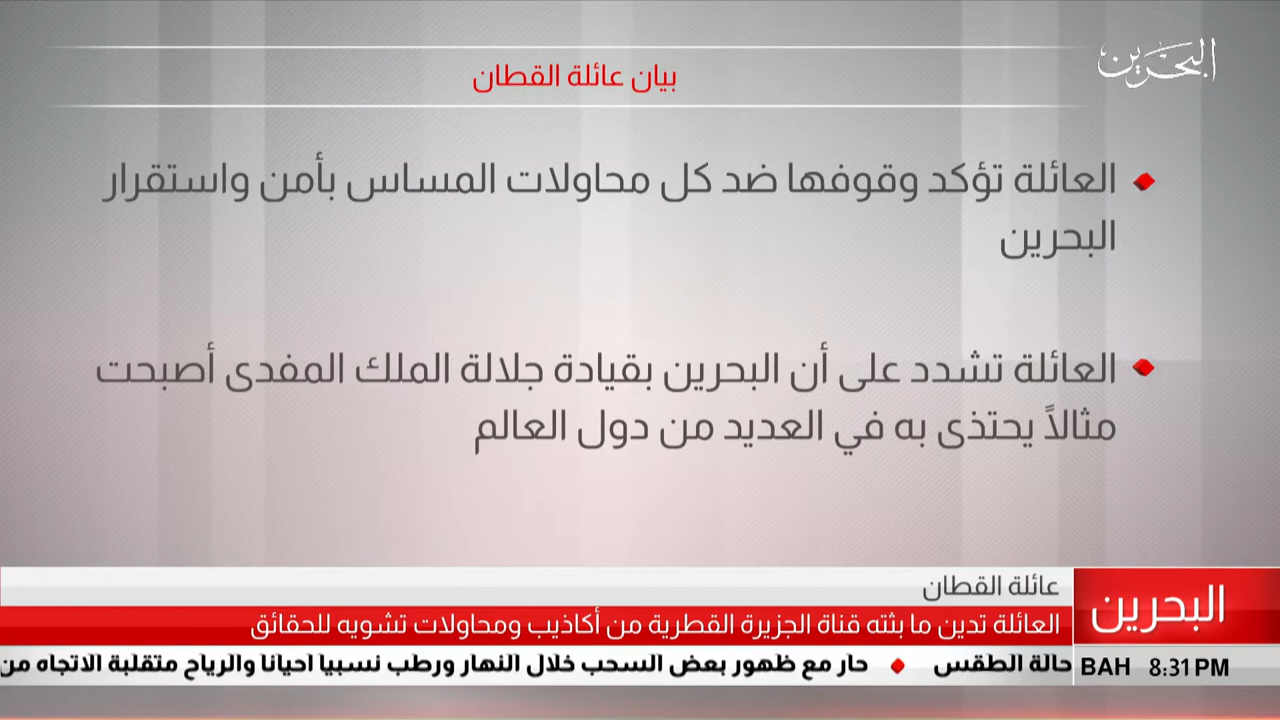 البحرين
بيان عائلة القطان
العائلة تؤكد وقوفها ضد كل محاولات المساس بأمن واستقرار
البحرين
العائلة تشدد على أن البحرين بقيادة جلالة الملك المفدى أصبحت
مثالاً يحتذى به في العديد من دول العالم
عائلة القطان
البحرين
العائلة تدين ما بثته قناة الجزيرة القطرية من أكاذيب ومحاولات تشويه للحقائق
BAH 8:31 PM
حالة الطقس ♦ حار مع ظهور بعض السحب خلال النهار ورطب نسبيا احيانا والرياح متقلبة الاتجاه من